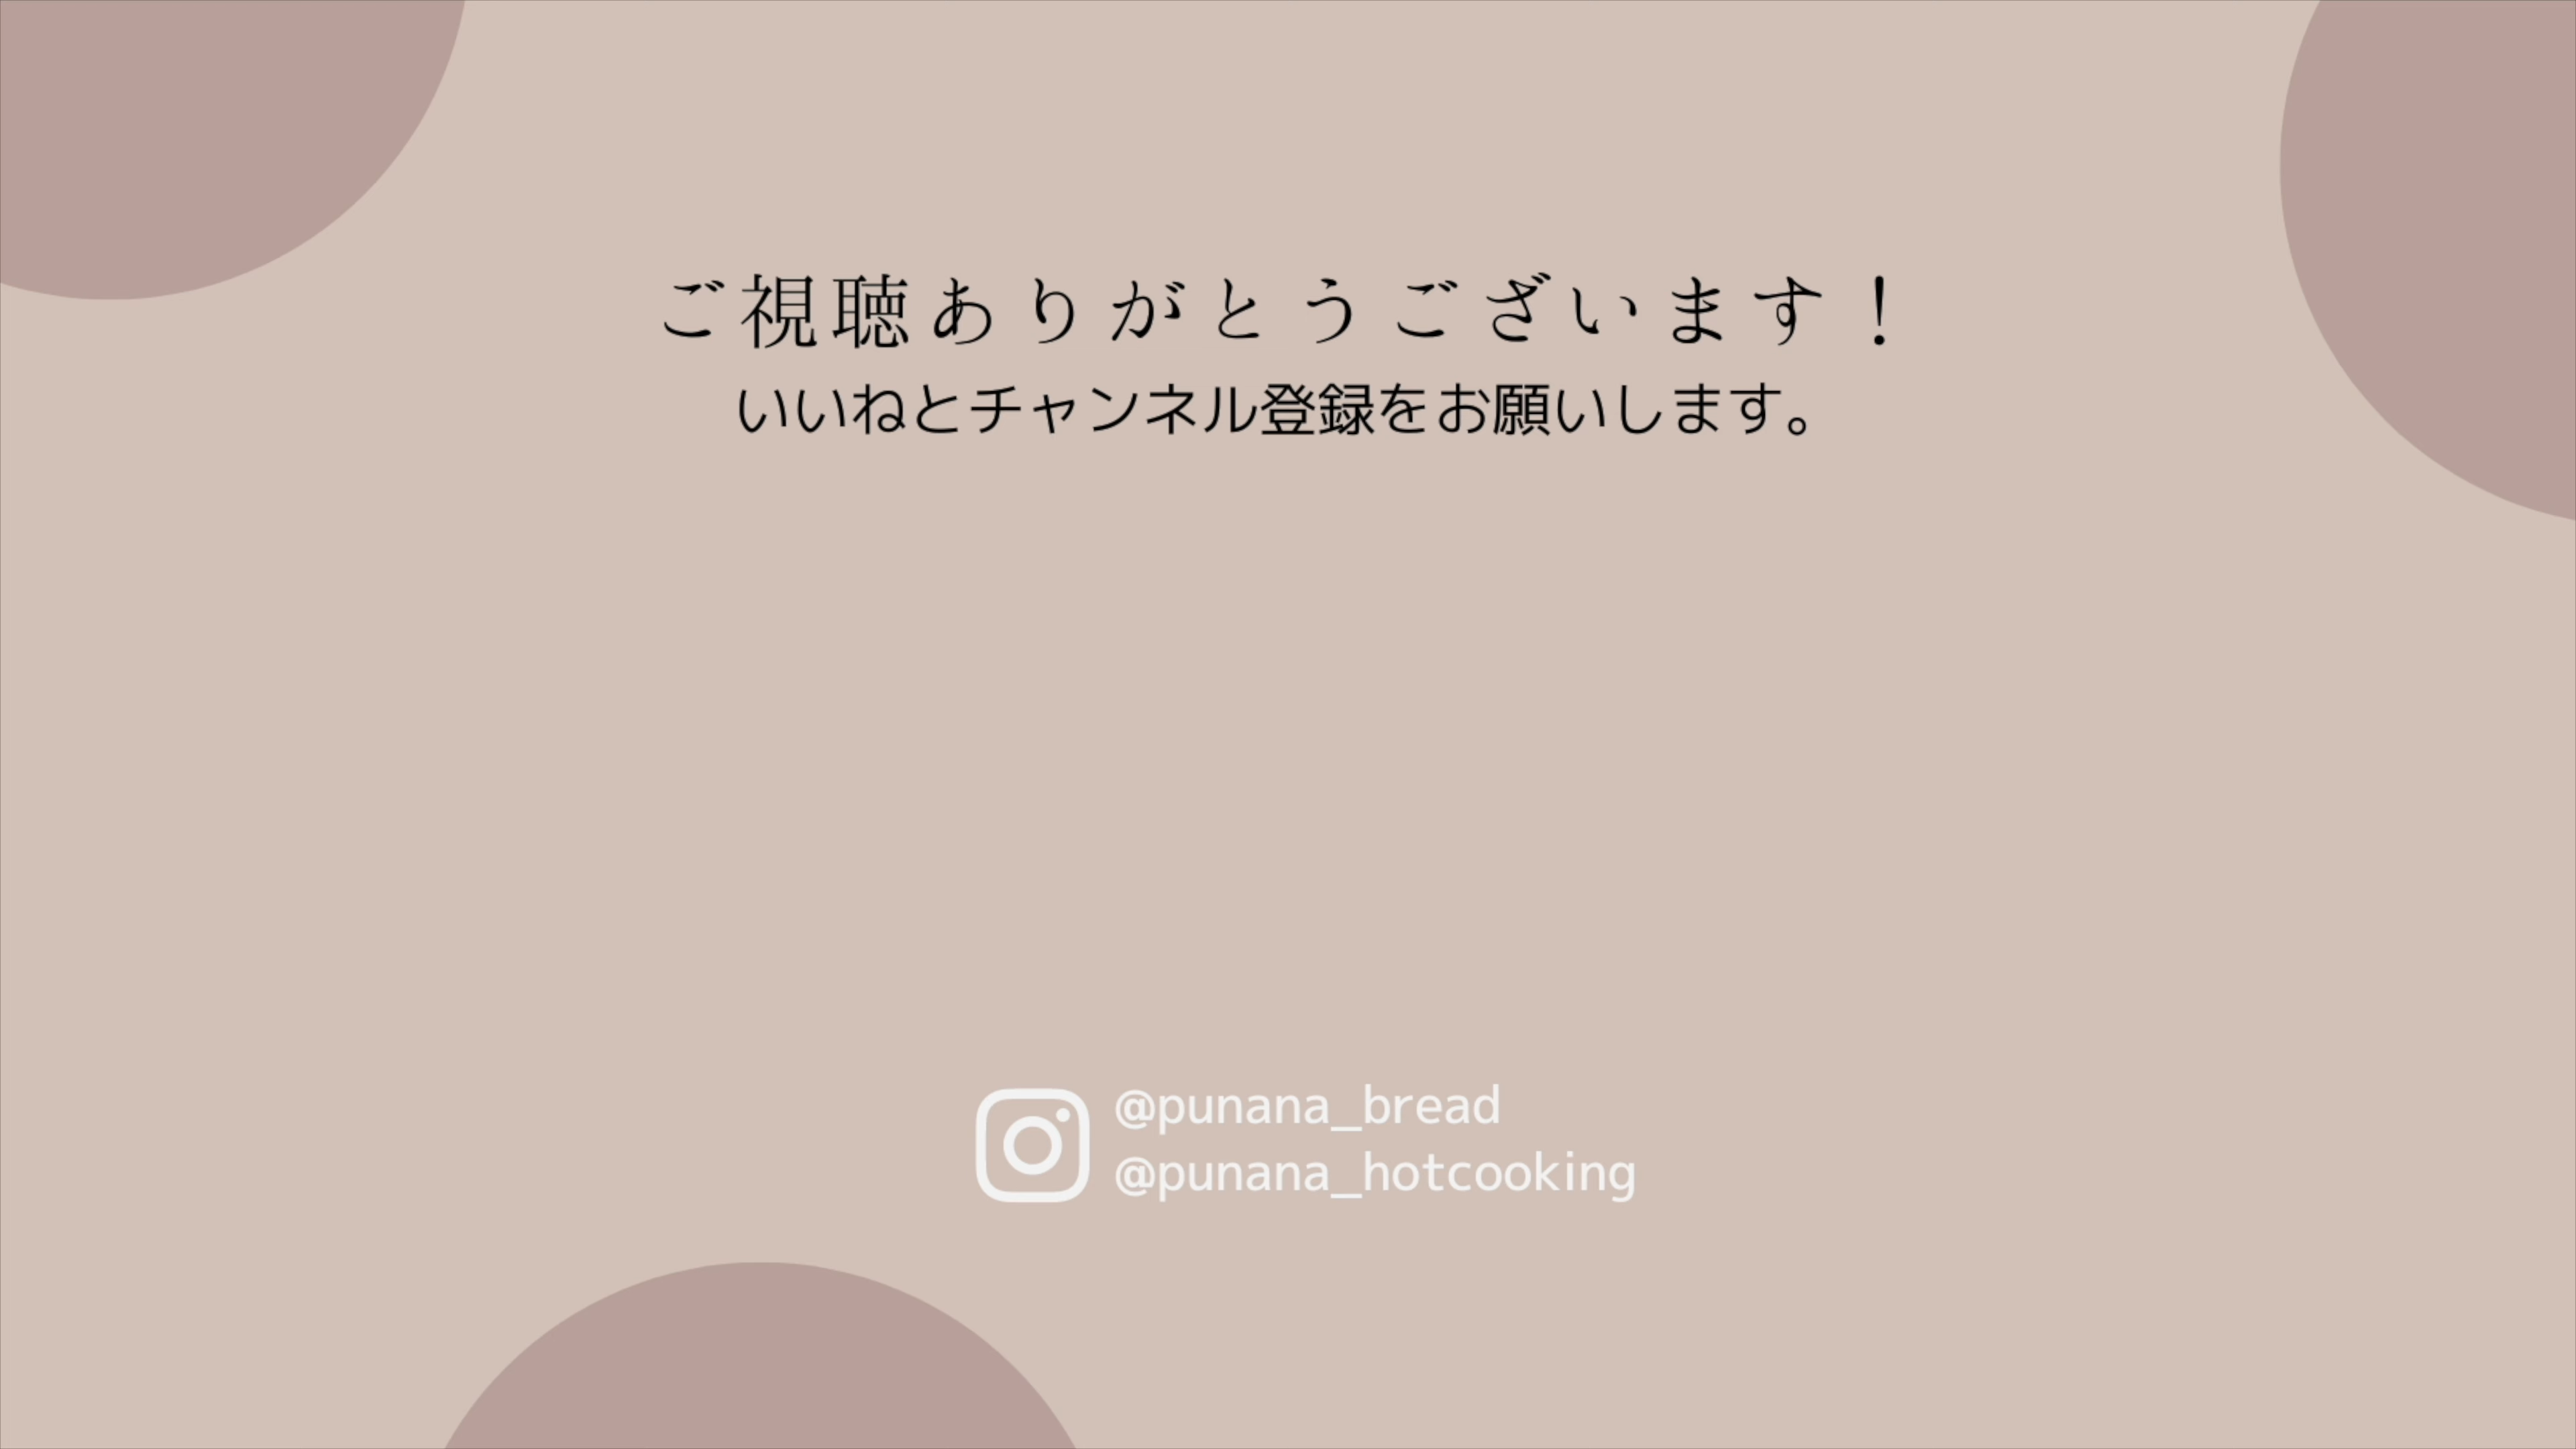 ご視聴ありがとうございます！
いいねとチャンネル登録をお願いします。
@punana_bread
@punana_hotcooking